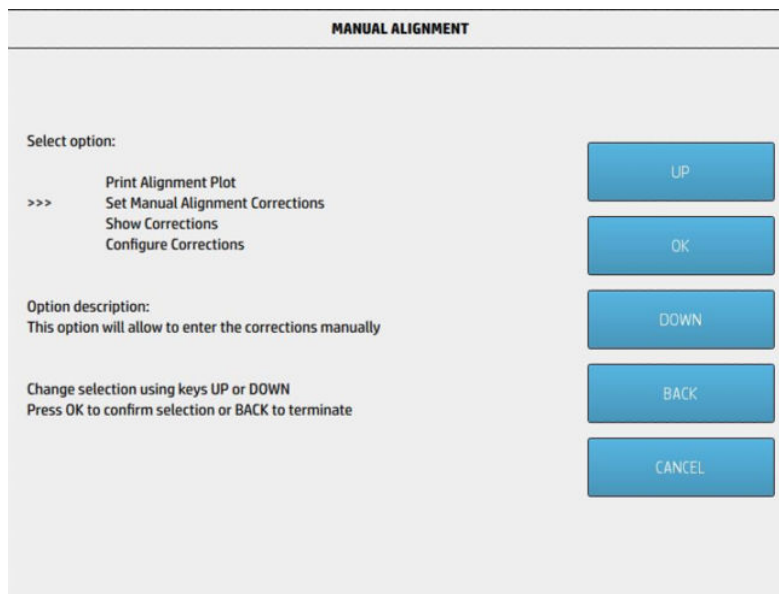 MANUAL ALIGNMENT
Select option:
Print Alignment Plot
>>> Set Manual Alignment Corrections
Show Corrections
Configure Corrections
Option description:
This option will allow to enter the corrections manually
Change selection using keys UP or DOWN
Press OK to confirm selection or BACK to terminate
UP
OK
DOWN
BACK
CANCEL